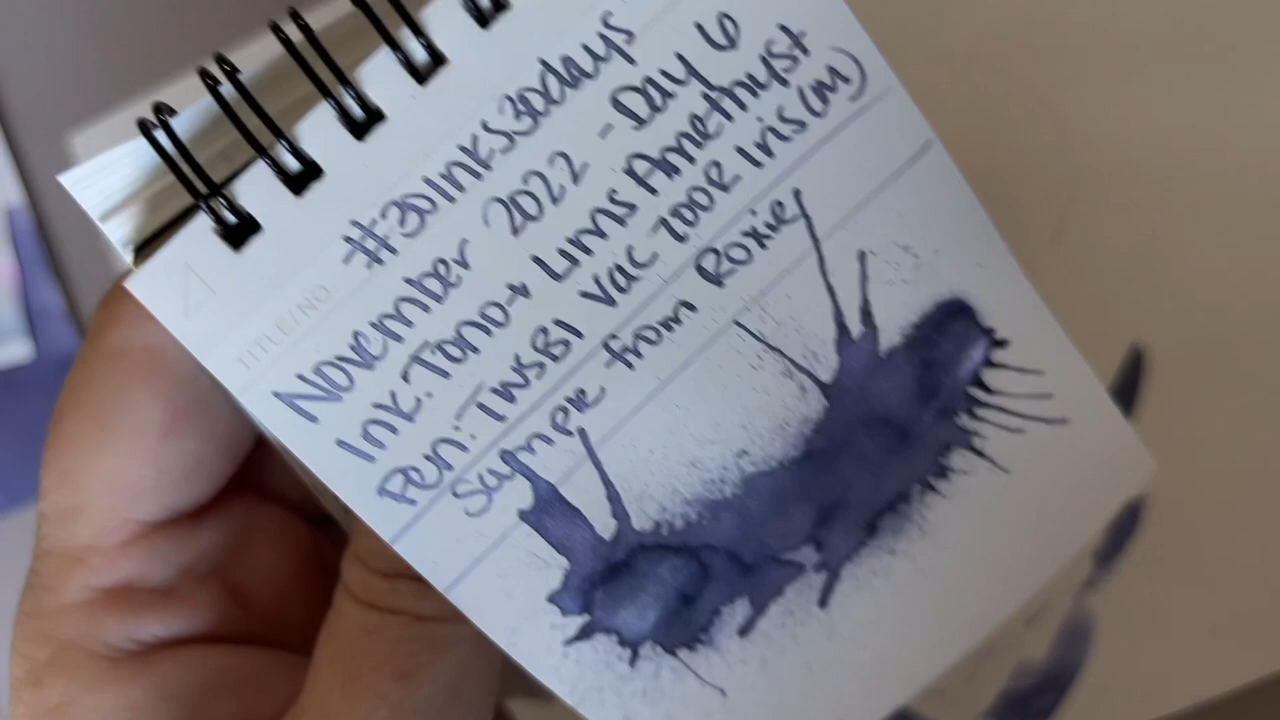 #30Inks30days
November 2022 - Day 6
TITLE/NO
Ink: Tono+ Lims Amethyst
Pen: TWSBI Vac 700R Iris (M)
Sample from Roxie